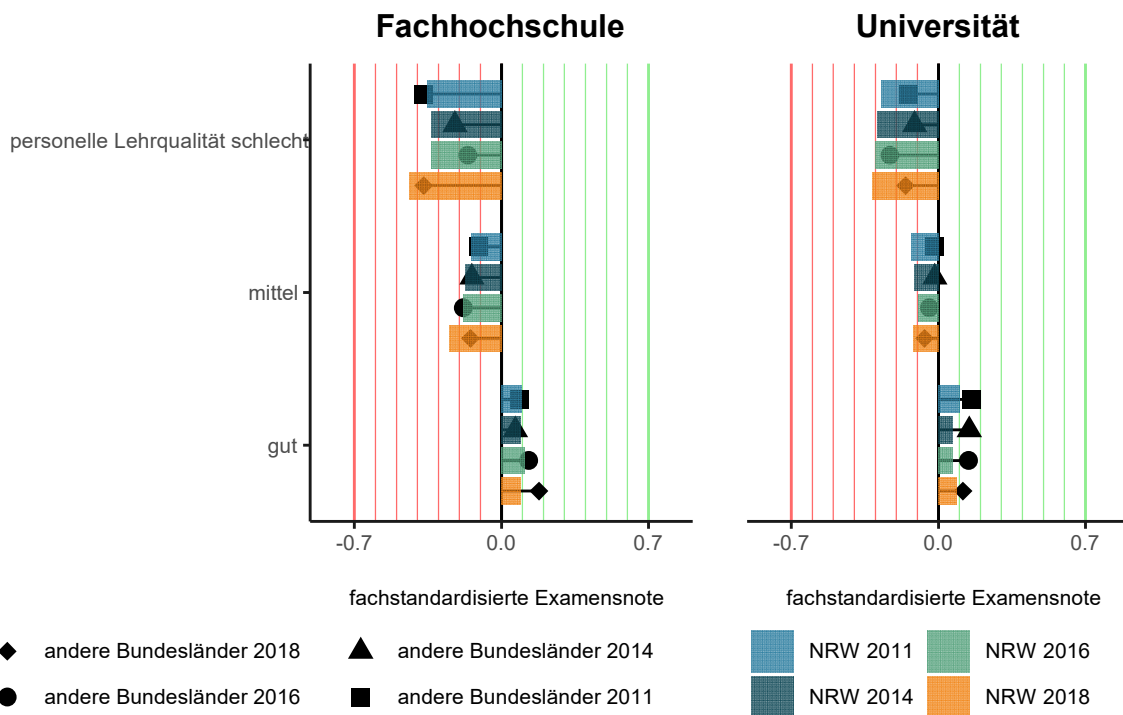 Fachhochschule
Universität
personelle Lehrqualität schlecht
mittel
gut
-0.7 0.0 0.7
-0.7 0.0 0.7
fachstandardisierte Examensnote
fachstandardisierte Examensnote
andere Bundesländer 2018
andere Bundesländer 2014
andere Bundesländer 2016
andere Bundesländer 2011
NRW 2011
NRW 2016
NRW 2014
NRW 2018